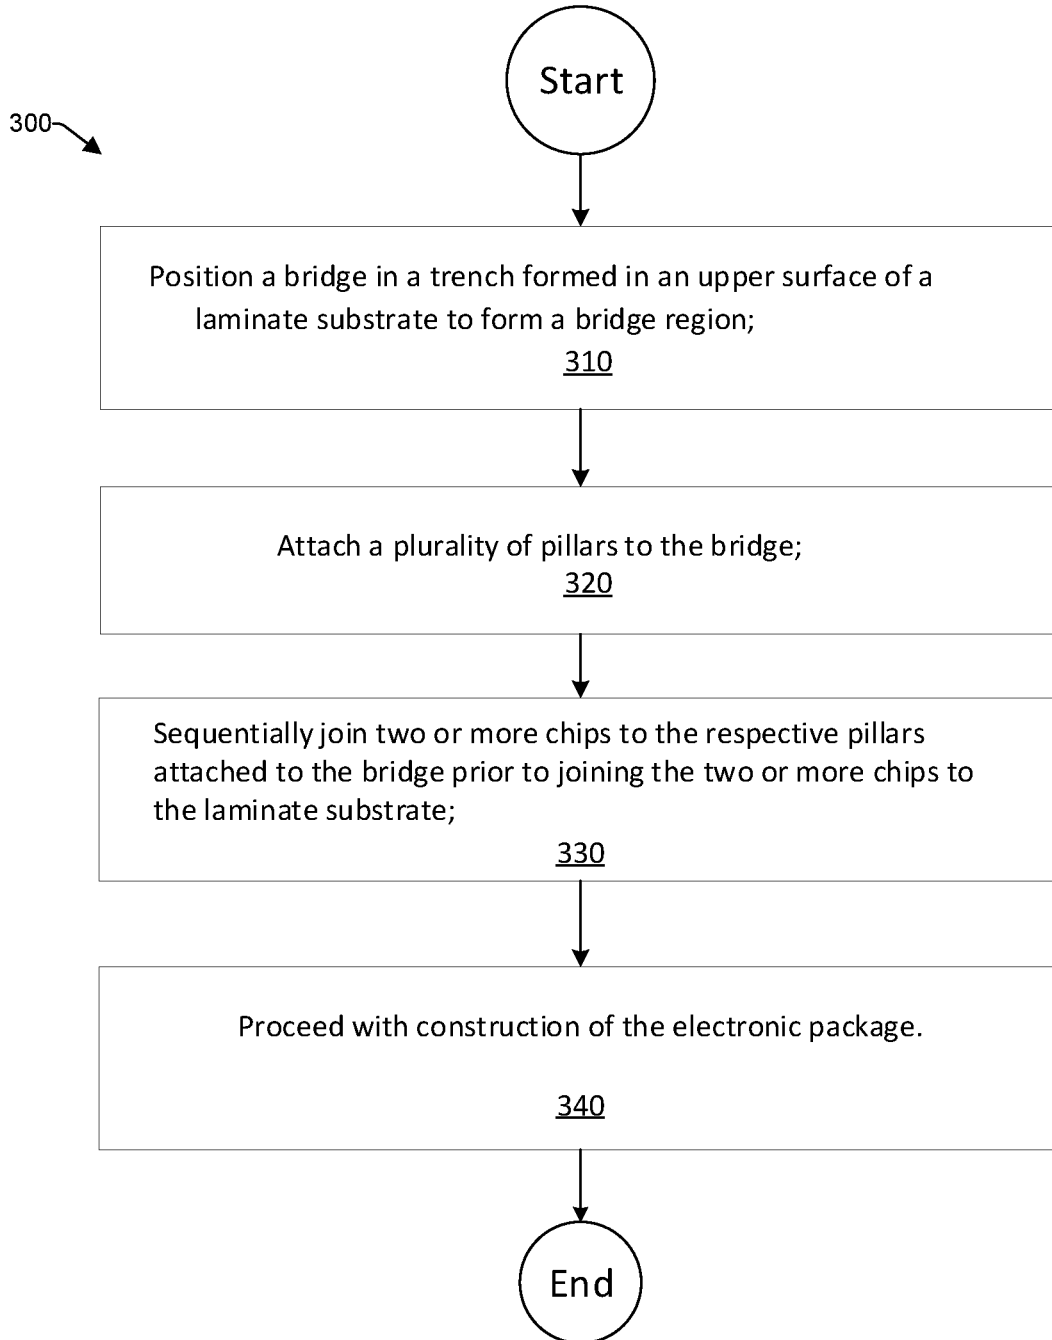 Start
300
Position a bridge in a trench formed in an upper surface of a
laminate substrate to form a bridge region;
310
Attach a plurality of pillars to the bridge;
320
Sequentially join two or more chips to the respective pillars
attached to the bridge prior to joining the two or more chips to
the laminate substrate;
330
Proceed with construction of the electronic package.
340
End